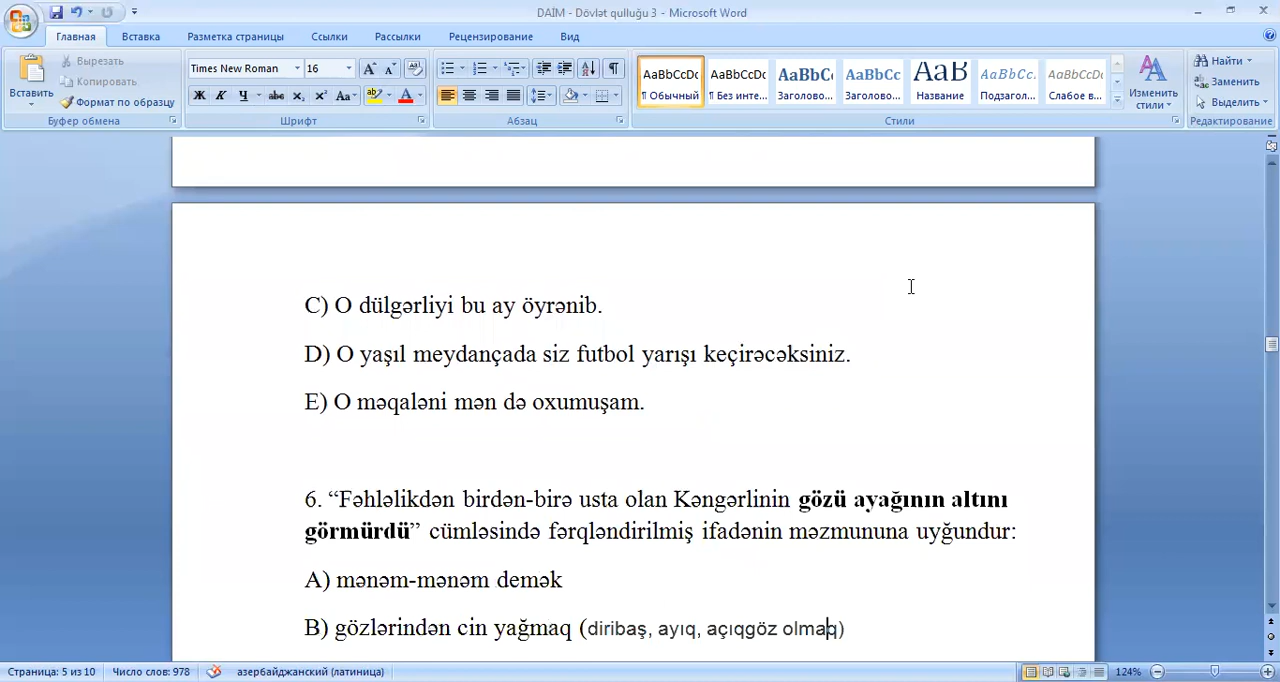 DAİM - Dövlət qulluğu 3 - Microsoft Word
Главная Вставка Разметка страницы Ссылки Рассылки Рецензирование Вид
Вставить
Вырезать
Копировать
Формат по образцу
Буфер обмена
Times New Roman 16
Ж К Ч abc x₂ x² Aa
Шрифт
Абзац
AaBbCcDc AaBbCcDc AaBbC AaBbCc AaB AaBbCc. AaBbCcDc
¶ Обычный ¶ Без инте... Заголово... Заголово... Название Подзагол... Слабое в...
Изменить стили
Стили
Найти
Заменить
Выделить
Редактирование
C) O dülgərliyi bu ay öyrənib.
D) O yaşıl meydançada siz futbol yarışı keçirəcəksiniz.
E) O məqaləni mən də oxumuşam.
6. “Fəhləlikdən birdən-birə usta olan Kəngərlinin gözü ayağının altını
görmürdü” cümləsində fərqləndirilmiş ifadənin məzmununa uyğundur:
A) mənəm-mənəm demək
B) gözlərindən cin yağmaq (diribaş, ayıq, açıqgöz olmaq)
Страница: 5 из 10 Число слов: 978 азербайджанский (латиница) 124%